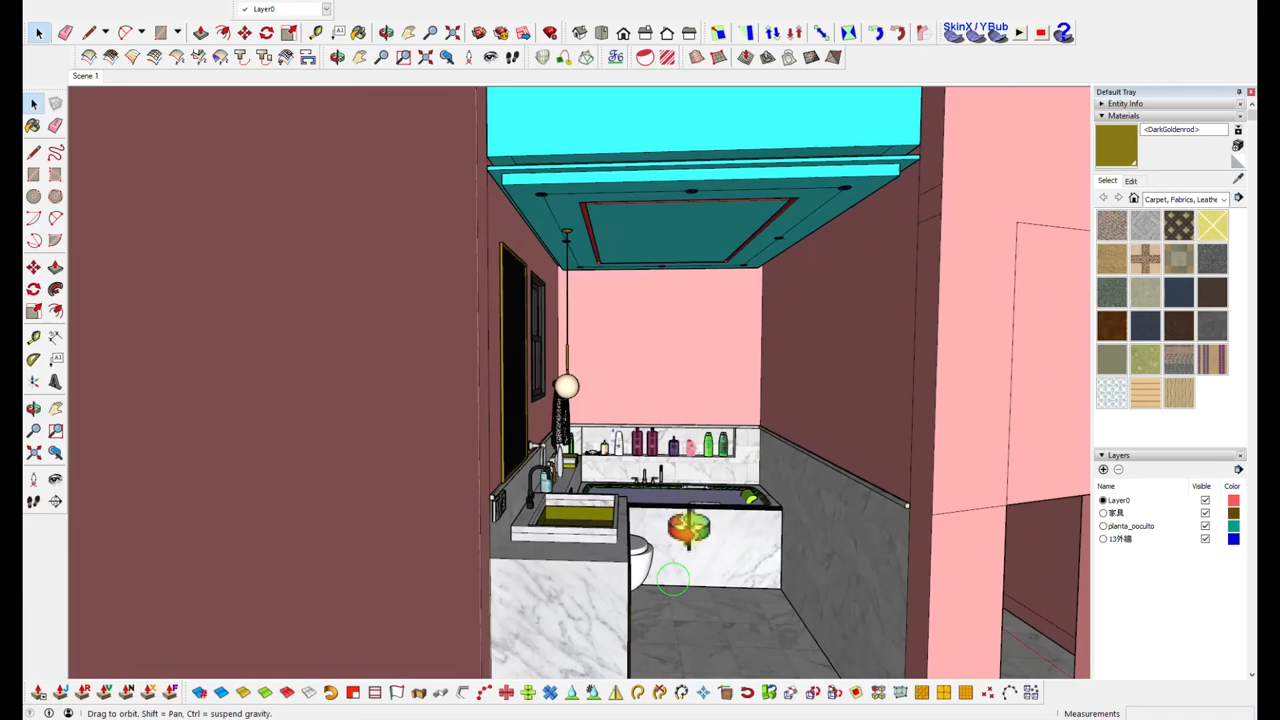 Layer0
SkinX / YBub
Scene 1
Default Tray
Entity Info
Materials
<DarkGoldenrod>
Select Edit
Carpet, Fabrics, Leathe
Layers
Name Visible Color
Layer0
家具
planta_oculto
13外墙
Drag to orbit. Shift = Pan, Ctrl = suspend gravity.
Measurements